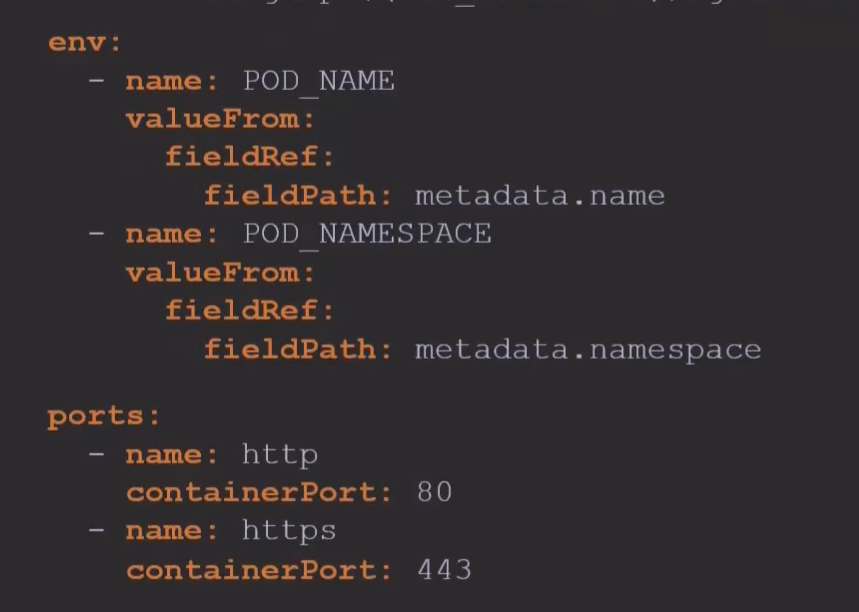 env:
  - name: POD_NAME
    valueFrom:
      fieldRef:
        fieldPath: metadata.name
  - name: POD_NAMESPACE
    valueFrom:
      fieldRef:
        fieldPath: metadata.namespace
ports:
  - name: http
    containerPort: 80
  - name: https
    containerPort: 443